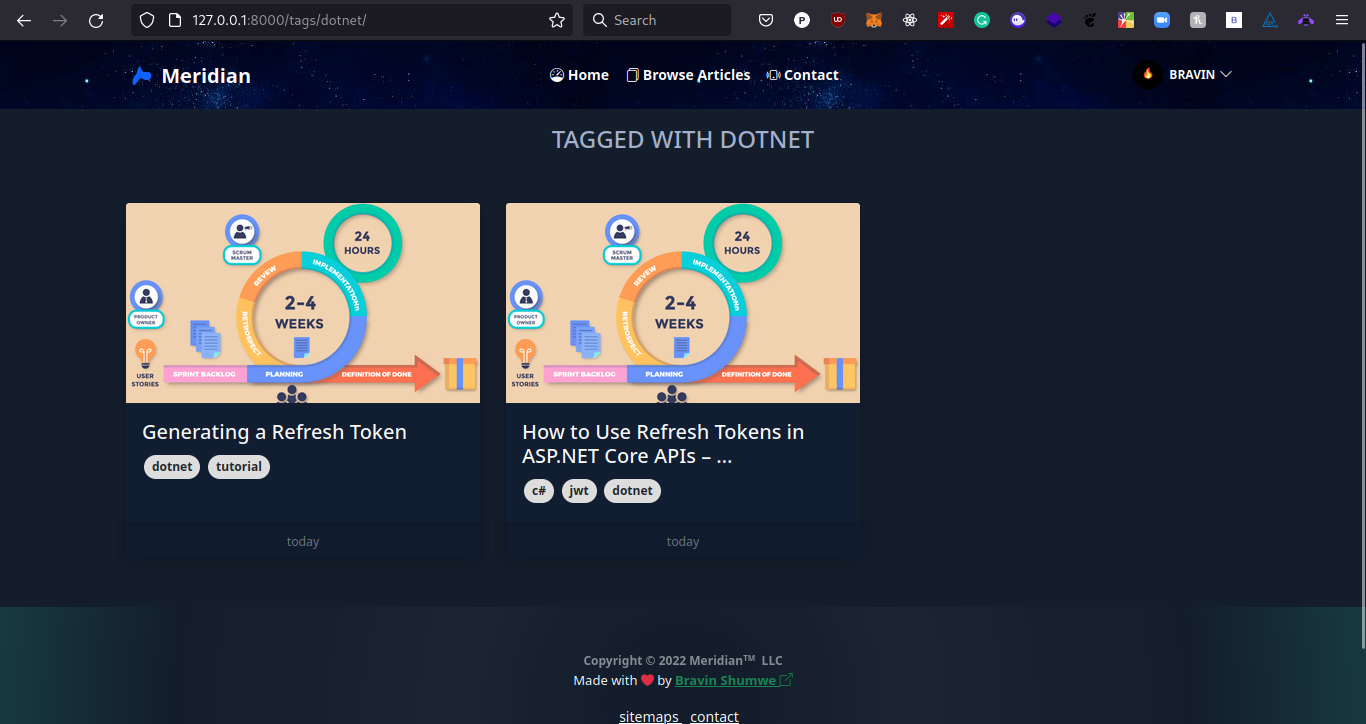 127.0.0.1:8000/tags/dotnet/
Search
Meridian
Home
Browse Articles
Contact
BRAVIN
TAGGED WITH DOTNET
24
HOURS
SCRUM
MASTER
REVEW
IMPLEMENTATIONn
PRODUCT
OWNER
2-4
WEEKS
RETROSPECT
USER
STORIES
SPRINT BACKLOG
PLANNING
DEFINITION OF DONE
Generating a Refresh Token
dotnet tutorial
today
24
HOURS
SCRUM
MASTER
REVEW
IMPLEMENTATIONn
PRODUCT
OWNER
2-4
WEEKS
RETROSPECT
USER
STORIES
SPRINT BACKLOG
PLANNING
DEFINITION OF DONE
How to Use Refresh Tokens in
ASP.NET Core APIs – ...
c# jwt dotnet
today
Copyright © 2022 Meridian™ LLC
Made with ❤ by Bravin Shumwe
sitemaps contact